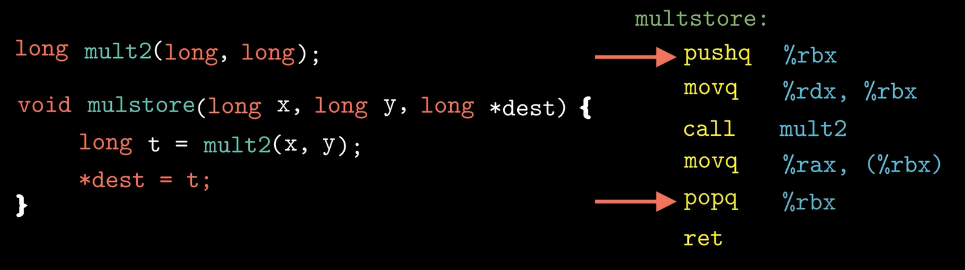 long mult2(long, long);
void mulstore(long x, long y, long *dest) {
long t = mult2(x, y);
*dest = t;
}
multstore:
pushq %rbx
movq %rdx, %rbx
call mult2
movq %rax, (%rbx)
popq %rbx
ret